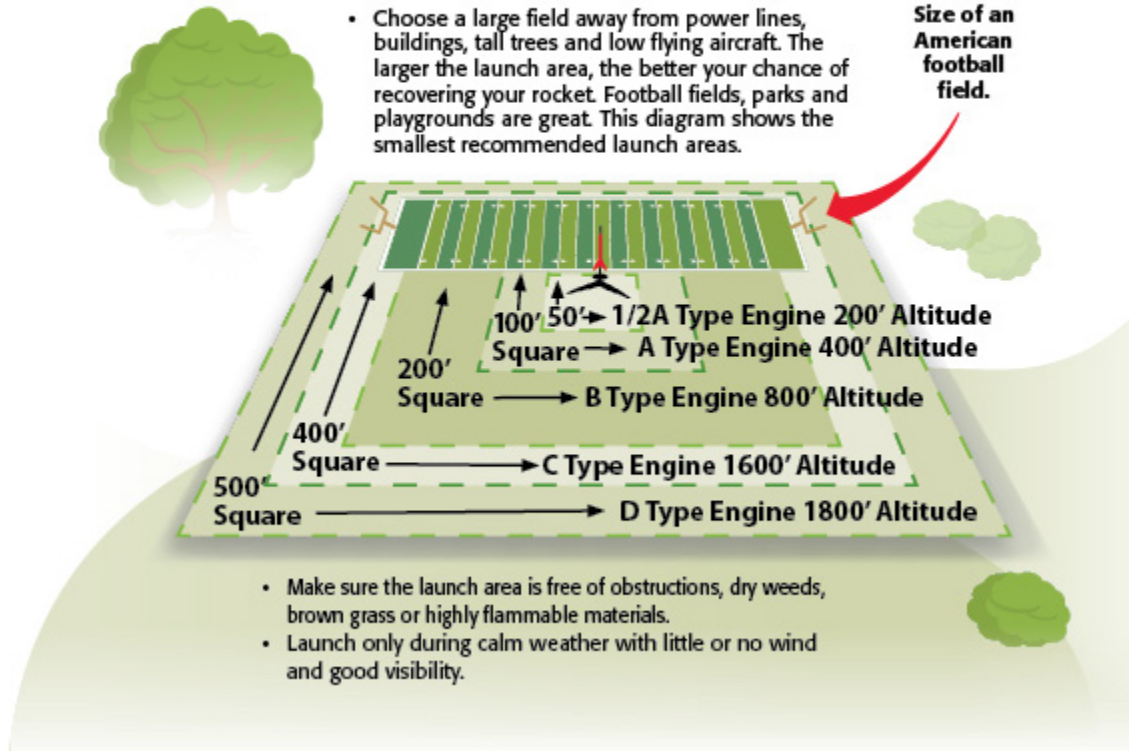 • Choose a large field away from power lines,
buildings, tall trees and low flying aircraft. The
larger the launch area, the better your chance of
recovering your rocket. Football fields, parks and
playgrounds are great. This diagram shows the
smallest recommended launch areas.
Size of an
American
football
field.
50' 1/2A Type Engine 200' Altitude
100'
Square A Type Engine 400' Altitude
200'
Square B Type Engine 800' Altitude
400'
Square C Type Engine 1600' Altitude
500'
Square D Type Engine 1800' Altitude
• Make sure the launch area is free of obstructions, dry weeds,
brown grass or highly flammable materials.
• Launch only during calm weather with little or no wind
and good visibility.